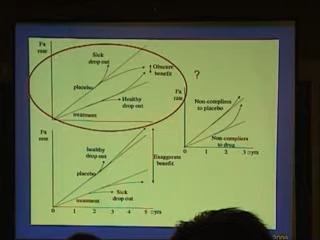 Fx
rate
Sick
drop out
Obscure
benefit
placebo
Healthy
drop out
treatment
?
Fx
rate
Non-compliers
to placebo
Non-compliers
to drug
0 1 2 3 yrs
Fx
rate
healthy
drop out
placebo
Exaggerate
benefit
Sick
drop out
treatment
0 1 2 3 4 5 yrs